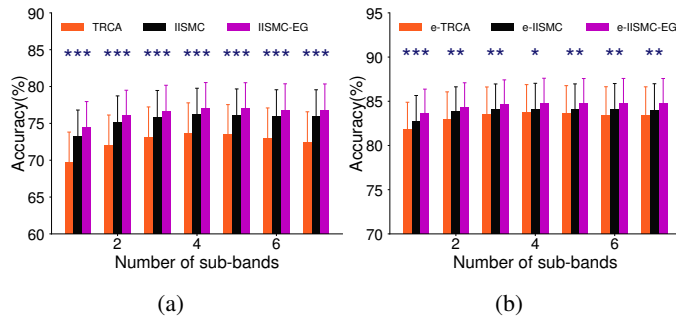 TRCA IISMC IISMC-EG
90
85
80
75
70
65
60
Accuracy(%)
*** *** *** *** *** *** ***
2 4 6
Number of sub-bands
(a)
e-TRCA e-IISMC e-IISMC-EG
95
90
85
80
75
70
Accuracy(%)
*** ** ** * ** ** **
2 4 6
Number of sub-bands
(b)